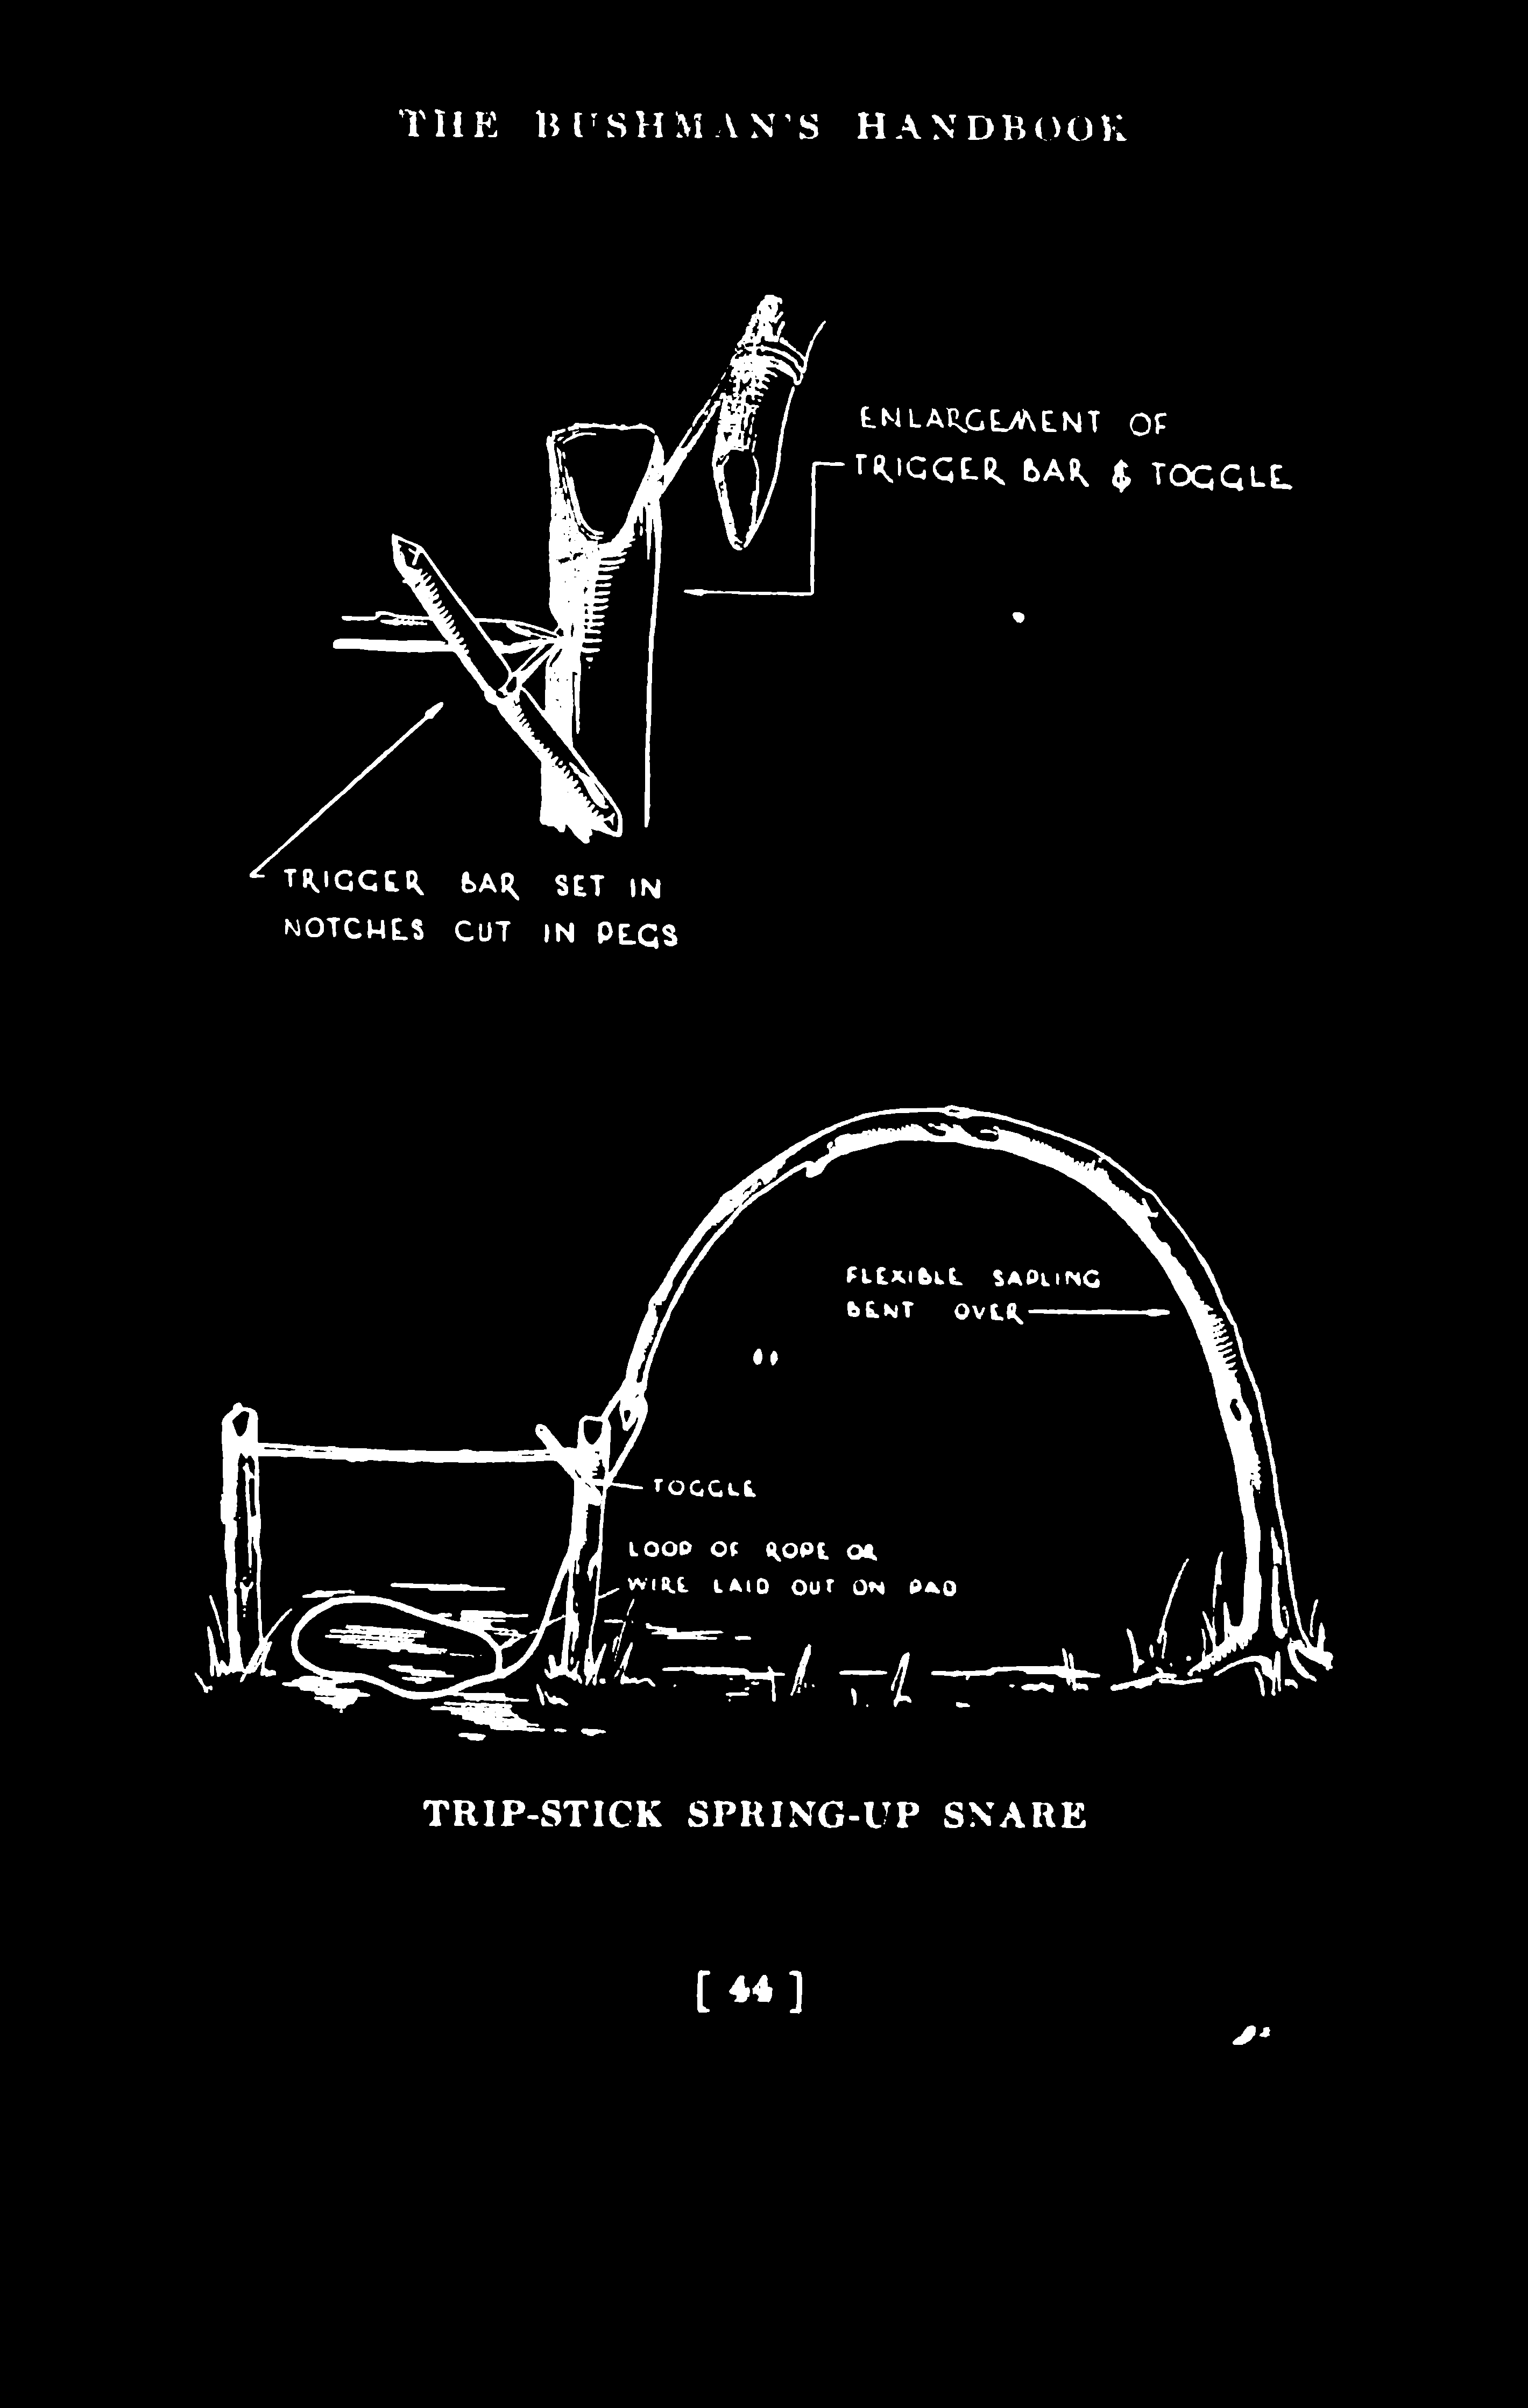 THE BUSHMAN'S HANDBOOK
ENLARGEMENT OF
TRIGGER BAR & TOGGLE
TRIGGER BAR SET IN
NOTCHES CUT IN PEGS
FLEXIBLE SAPLING
BENT OVER
TOGGLE
LOOP OF ROPE OR
WIRE LAID OUT ON PAD
TRIP-STICK SPRING-UP SNARE
[ 44 ]